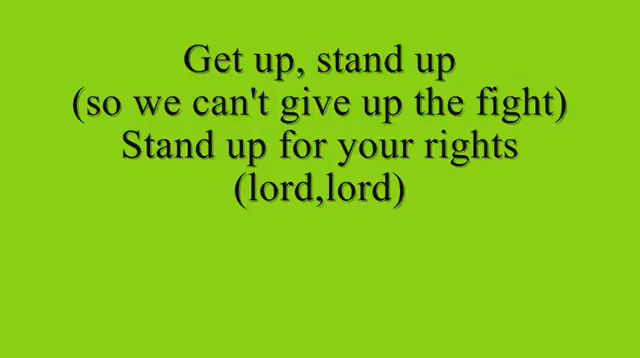 Get up, stand up
(so we can't give up the fight)
Stand up for your rights
(lord,lord)